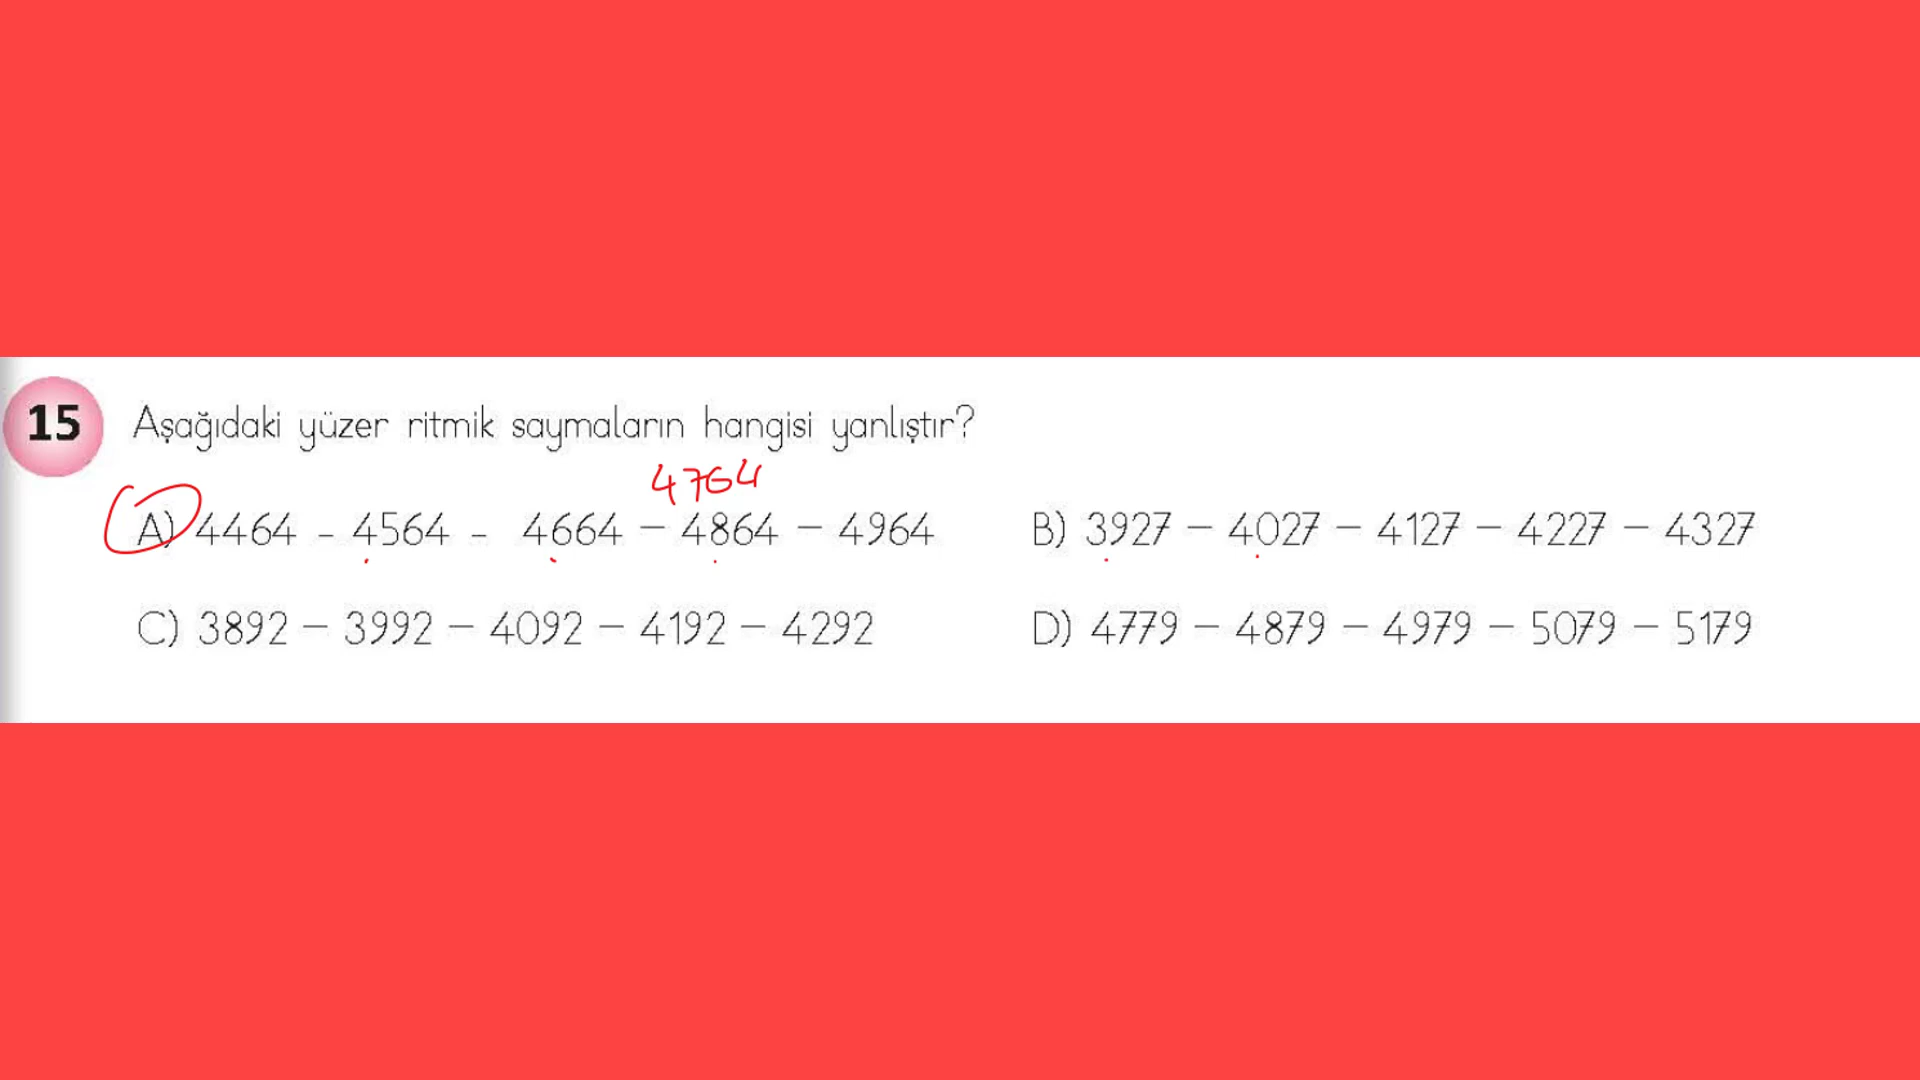 15 Aşağıdaki yüzer ritmik saymaların hangisi yanlıştır?
4764
A) 4464 - 4564 - 4664 – 4864 – 4964
B) 3927 – 4027 – 4127 – 4227 – 4327
C) 3892 – 3992 – 4092 – 4192 – 4292
D) 4779 – 4879 – 4979 – 5079 – 5179